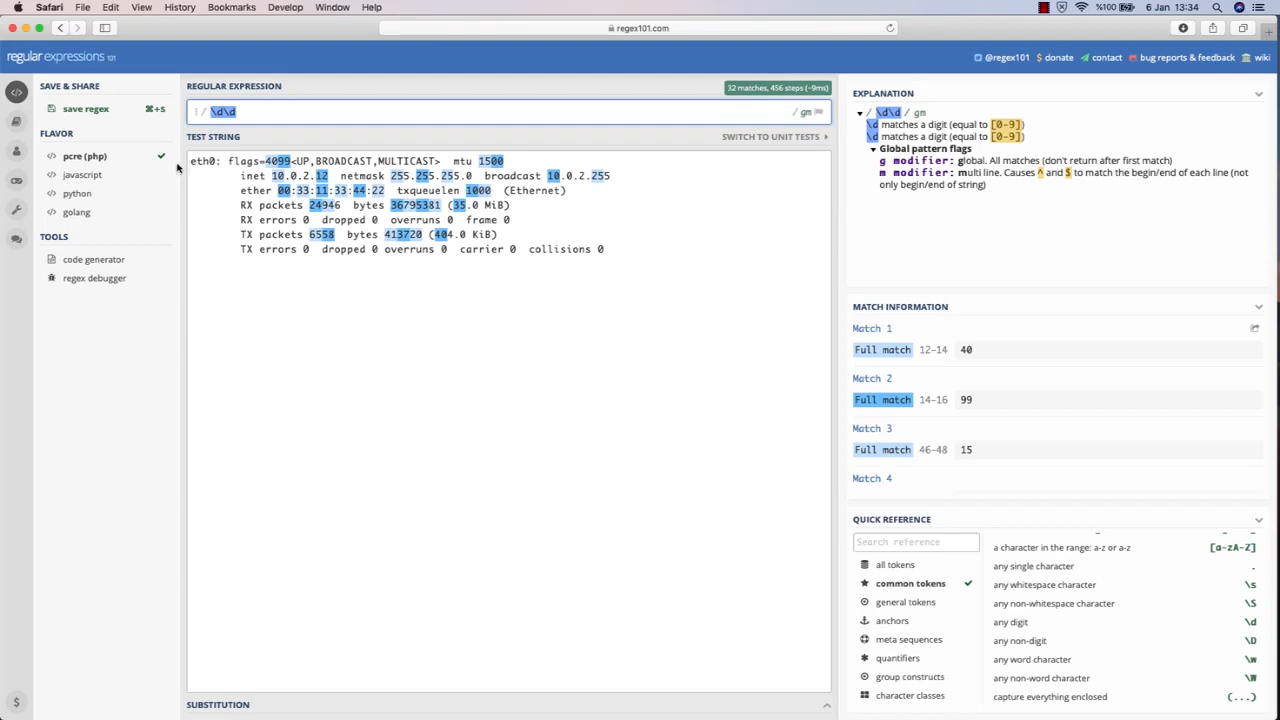 Safari File Edit View History Bookmarks Develop Window Help %100 6 Jan 13:34
regex101.com
regular expressions 101 @regex101 $ donate contact bug reports & feedback wiki
SAVE & SHARE
save regex ⌘+S
FLAVOR
</> pcre (php)
</> javascript
</> python
</> golang
TOOLS
code generator
regex debugger
REGULAR EXPRESSION 32 matches, 456 steps (~9ms)
/ \d\d / gm
TEST STRING SWITCH TO UNIT TESTS
eth0: flags=4099<UP,BROADCAST,MULTICAST> mtu 1500
inet 10.0.2.12 netmask 255.255.255.0 broadcast 10.0.2.255
ether 00:33:11:33:44:22 txqueuelen 1000 (Ethernet)
RX packets 24946 bytes 36795381 (35.0 MiB)
RX errors 0 dropped 0 overruns 0 frame 0
TX packets 6558 bytes 413720 (404.0 KiB)
TX errors 0 dropped 0 overruns 0 carrier 0 collisions 0
SUBSTITUTION
EXPLANATION
/ \d\d / gm
\d matches a digit (equal to [0-9])
\d matches a digit (equal to [0-9])
Global pattern flags
g modifier: global. All matches (don't return after first match)
m modifier: multi line. Causes ^ and $ to match the begin/end of each line (not
only begin/end of string)
MATCH INFORMATION
Match 1
Full match 12-14 40
Match 2
Full match 14-16 99
Match 3
Full match 46-48 15
Match 4
QUICK REFERENCE
Search reference
all tokens
common tokens
general tokens
anchors
meta sequences
quantifiers
group constructs
character classes
a character in the range: a-z or a-z [a-zA-Z]
any single character .
any whitespace character \s
any non-whitespace character \S
any digit \d
any non-digit \D
any word character \w
any non-word character \W
capture everything enclosed (...)